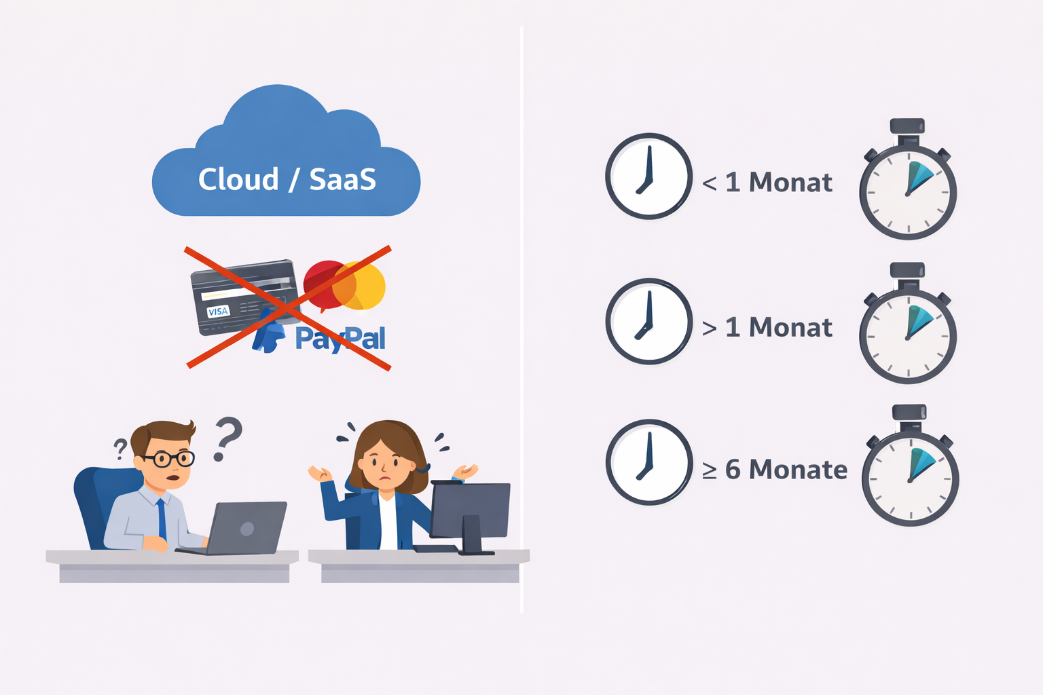 Cloud / SaaS
VISA
PayPal
?
?
< 1 Monat
> 1 Monat
≥ 6 Monate